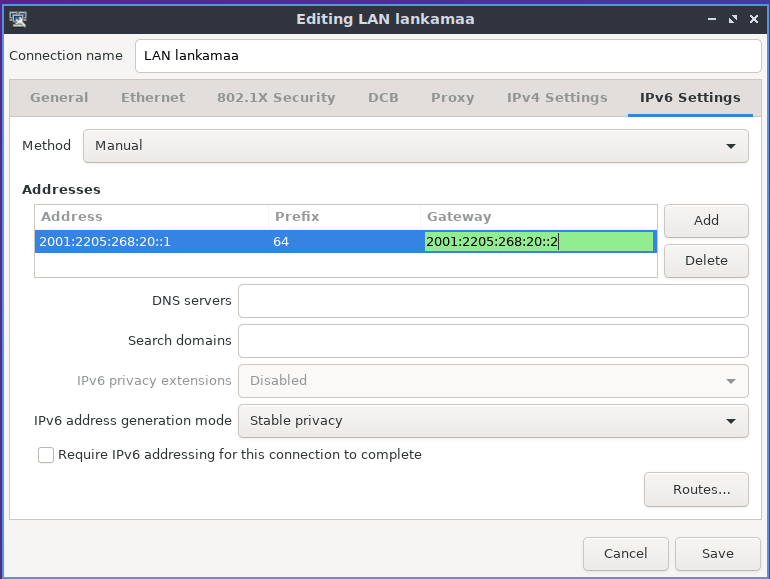 Editing LAN lankamaa
Connection name LAN lankamaa
General Ethernet 802.1X Security DCB Proxy IPv4 Settings IPv6 Settings
Method Manual
Addresses
Address Prefix Gateway
2001:2205:268:20::1 64 2001:2205:268:20::2
Add
Delete
DNS servers
Search domains
IPv6 privacy extensions Disabled
IPv6 address generation mode Stable privacy
Require IPv6 addressing for this connection to complete
Routes...
Cancel Save